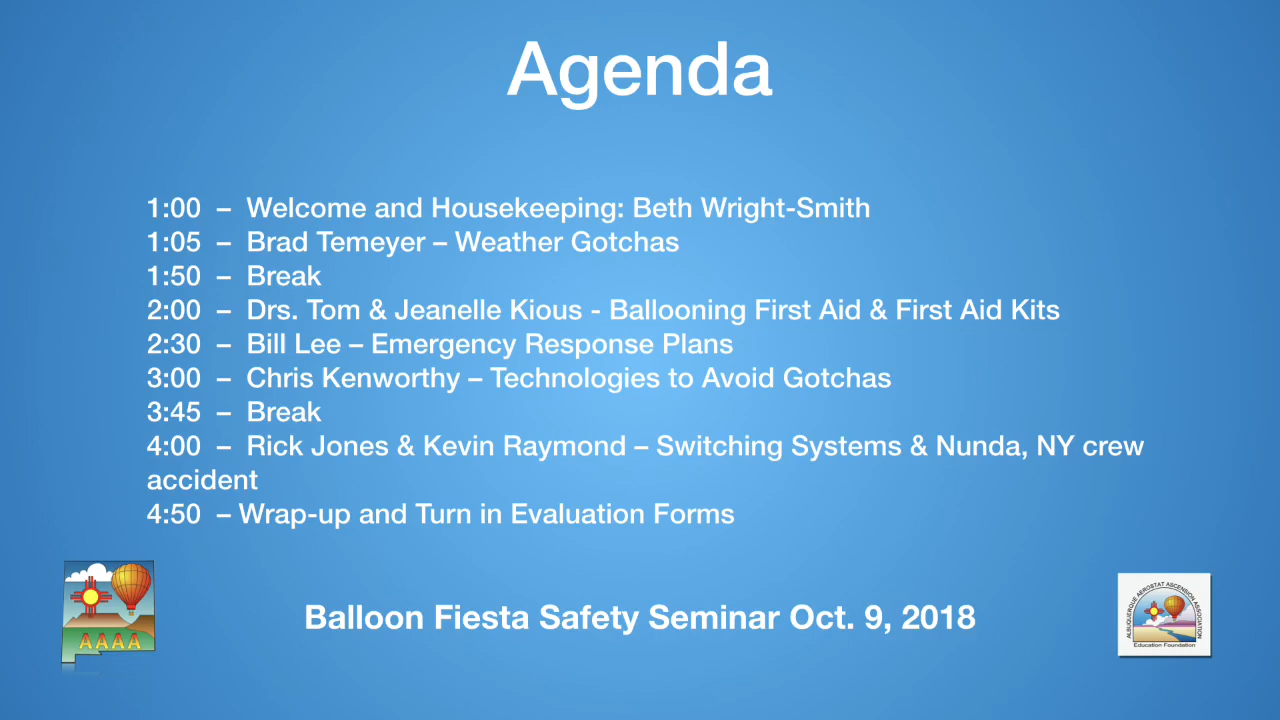 Agenda
1:00 – Welcome and Housekeeping: Beth Wright-Smith
1:05 – Brad Temeyer – Weather Gotchas
1:50 – Break
2:00 – Drs. Tom & Jeanelle Kious - Ballooning First Aid & First Aid Kits
2:30 – Bill Lee – Emergency Response Plans
3:00 – Chris Kenworthy – Technologies to Avoid Gotchas
3:45 – Break
4:00 – Rick Jones & Kevin Raymond – Switching Systems & Nunda, NY crew
accident
4:50 – Wrap-up and Turn in Evaluation Forms
AAAA
Balloon Fiesta Safety Seminar Oct. 9, 2018
ALBUQUERQUE AEROSTAT ASCENSION ASSOCIATION
Education Foundation